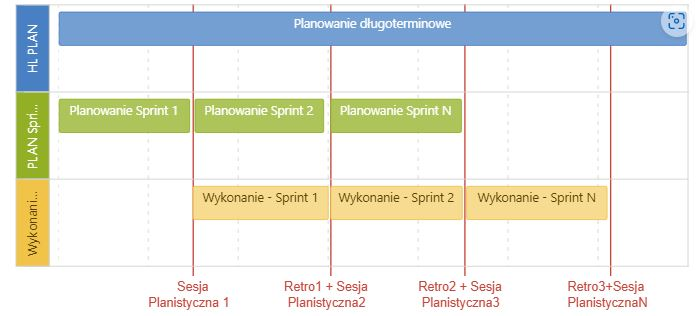 HL PLAN
Planowanie długoterminowe
PLAN Spri...
Planowanie Sprint 1
Planowanie Sprint 2
Planowanie Sprint N
Wykonani...
Wykonanie - Sprint 1
Wykonanie - Sprint 2
Wykonanie - Sprint N
Sesja
Planistyczna 1
Retro1 + Sesja
Planistyczna2
Retro2 + Sesja
Planistyczna3
Retro3+Sesja
PlanistycznaN